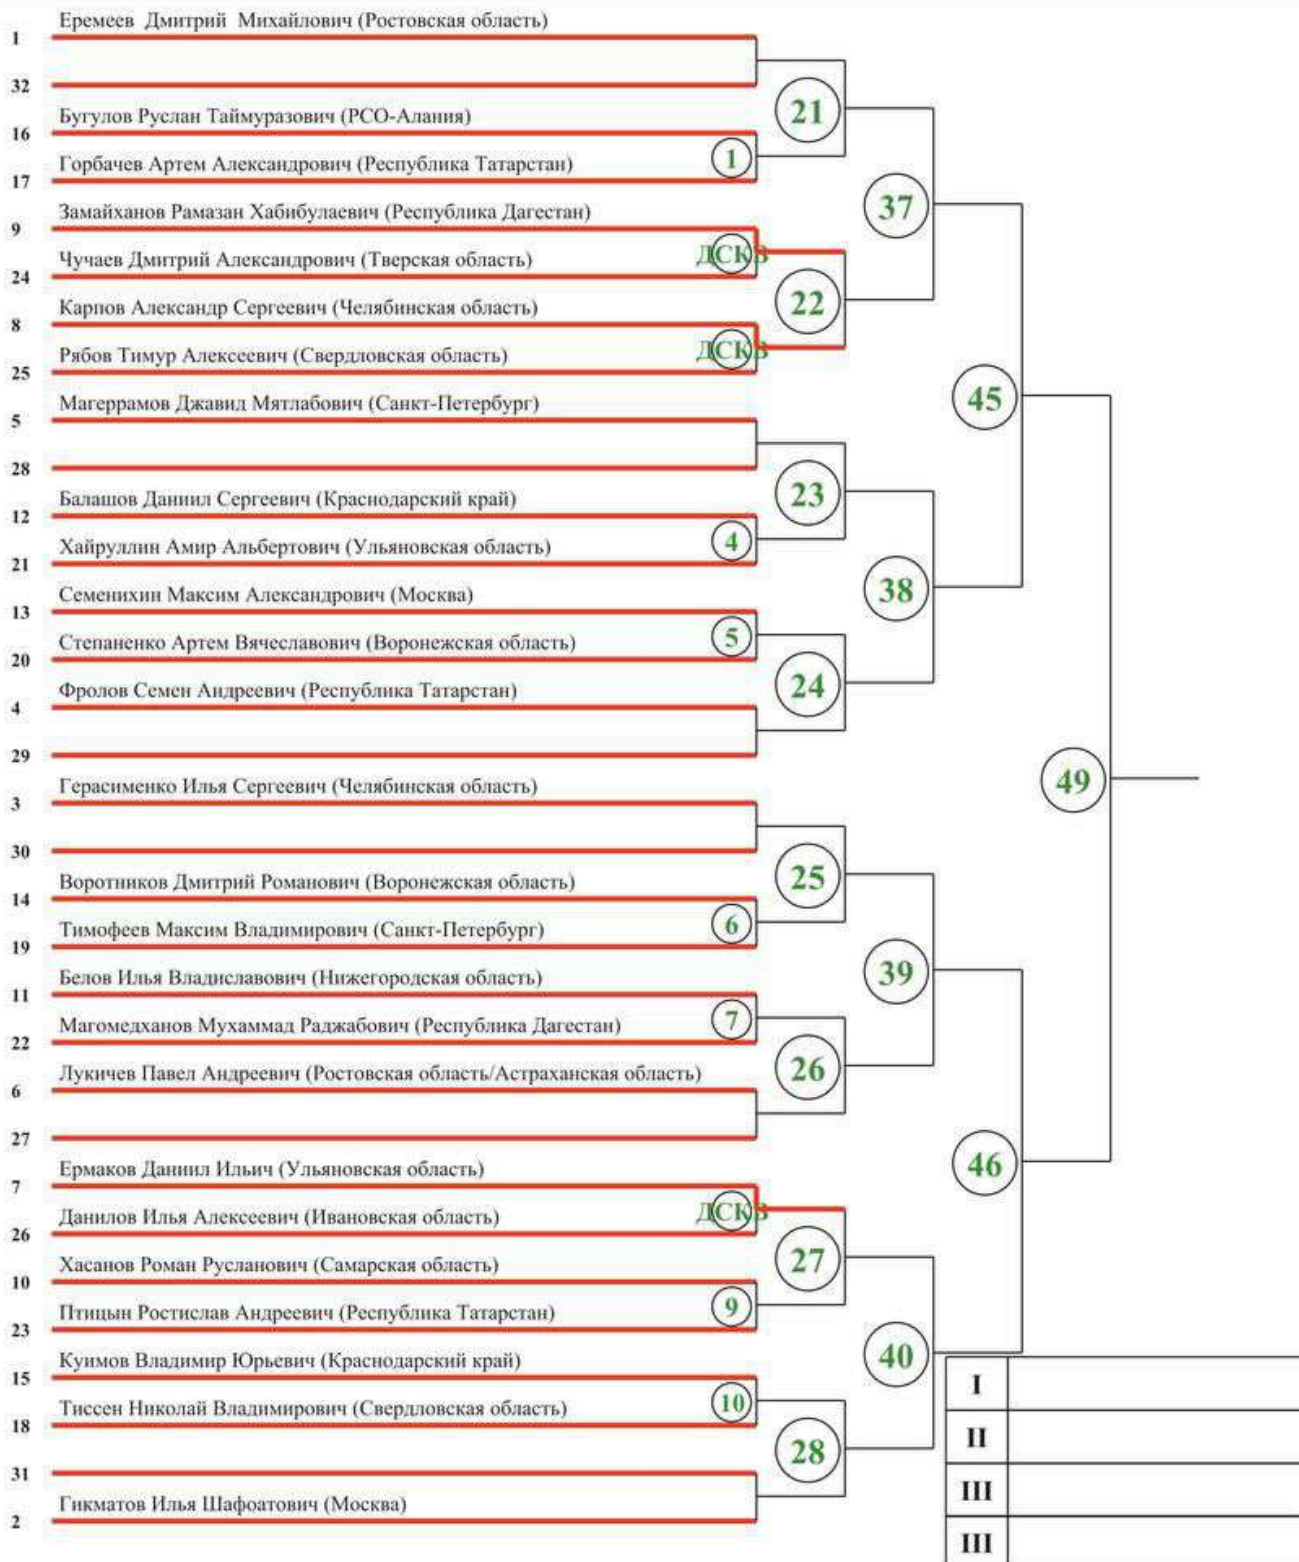 Еремеев Дмитрий Михайлович (Ростовская область)
1
32
21
Бугулов Руслан Таймуразович (РСО-Алания)
16
Горбачев Артем Александрович (Республика Татарстан)
1
17
Замайханов Рамазан Хабибулаевич (Республика Дагестан)
37
9
Чучаев Дмитрий Александрович (Тверская область)
ДСКВ
24
Карпов Александр Сергеевич (Челябинская область)
22
8
Рябов Тимур Алексеевич (Свердловская область)
ДСКВ
25
Магеррамов Джавид Мятлабович (Санкт-Петербург)
45
5
28
Балашов Даниил Сергеевич (Краснодарский край)
23
12
Хайруллин Амир Альбертович (Ульяновская область)
4
21
Семенихин Максим Александрович (Москва)
38
13
Степаненко Артем Вячеславович (Воронежская область)
5
20
Фролов Семен Андреевич (Республика Татарстан)
24
4
29
Герасименко Илья Сергеевич (Челябинская область)
49
3
30
Воротников Дмитрий Романович (Воронежская область)
25
14
Тимофеев Максим Владимирович (Санкт-Петербург)
6
19
Белов Илья Владиславович (Нижегородская область)
39
11
Магомедханов Мухаммад Раджабович (Республика Дагестан)
7
22
Лукичев Павел Андреевич (Ростовская область/Астраханская область)
26
6
27
Ермаков Даниил Ильич (Ульяновская область)
46
7
Данилов Илья Алексеевич (Ивановская область)
ДСКВ
26
Хасанов Роман Русланович (Самарская область)
27
10
Птицын Ростислав Андреевич (Республика Татарстан)
9
23
Куимов Владимир Юрьевич (Краснодарский край)
40
15
I
Тиссен Николай Владимирович (Свердловская область)
10
18
II
28
31
III
Гикматов Илья Шафоатович (Москва)
2
III